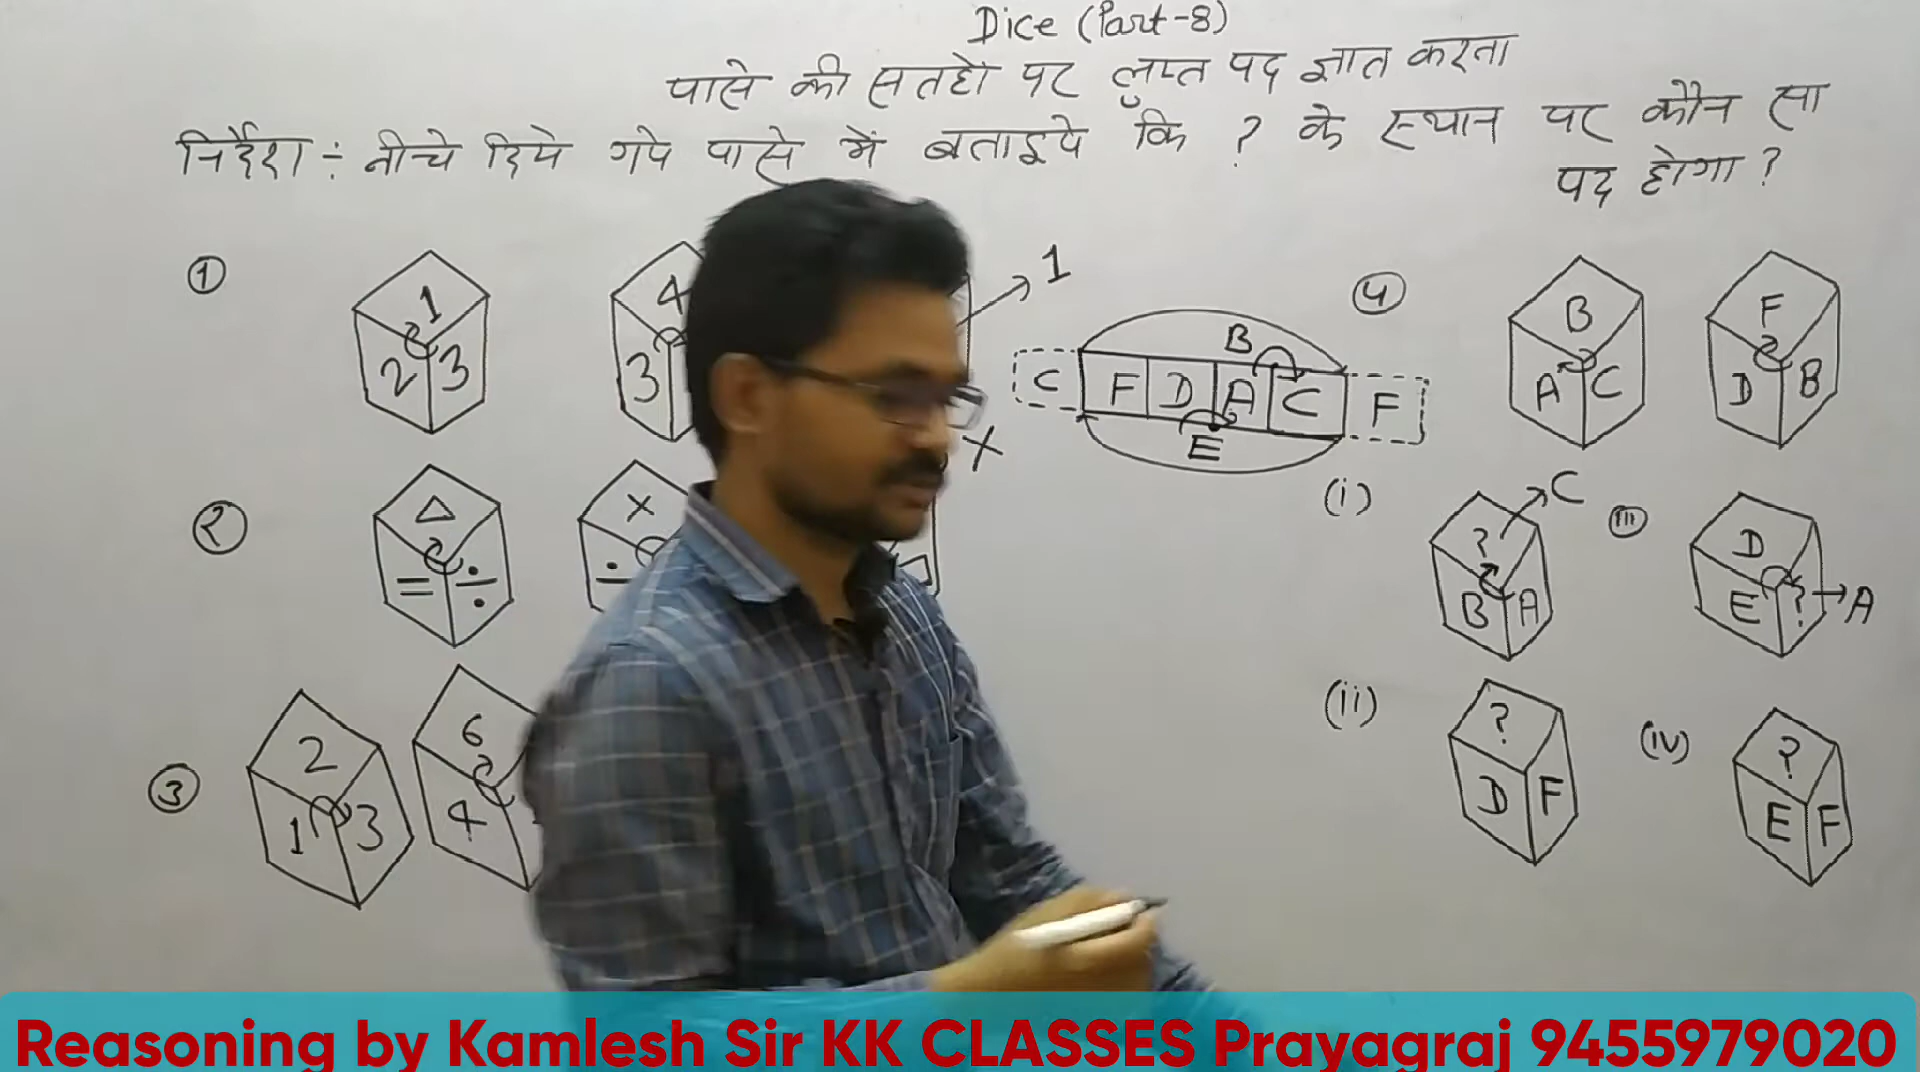 Dice (Part-8)
पासे की सतहों पर लुप्त पद ज्ञात करना
निर्देश :- नीचे दिये गये पासे में बताइये कि ? के स्थान पर कौन सा
पद होगा ?
①
1
2 3
4
3
1
②
△
= ÷
×
÷
×
③
2
1 3
6
4
B
C F D A C F
E
④
B
A C
F
D B
(i)
? C
B A
(iii)
D
E ? A
(ii)
?
D F
(iv)
?
E F
Reasoning by Kamlesh Sir KK CLASSES Prayagraj 9455979020